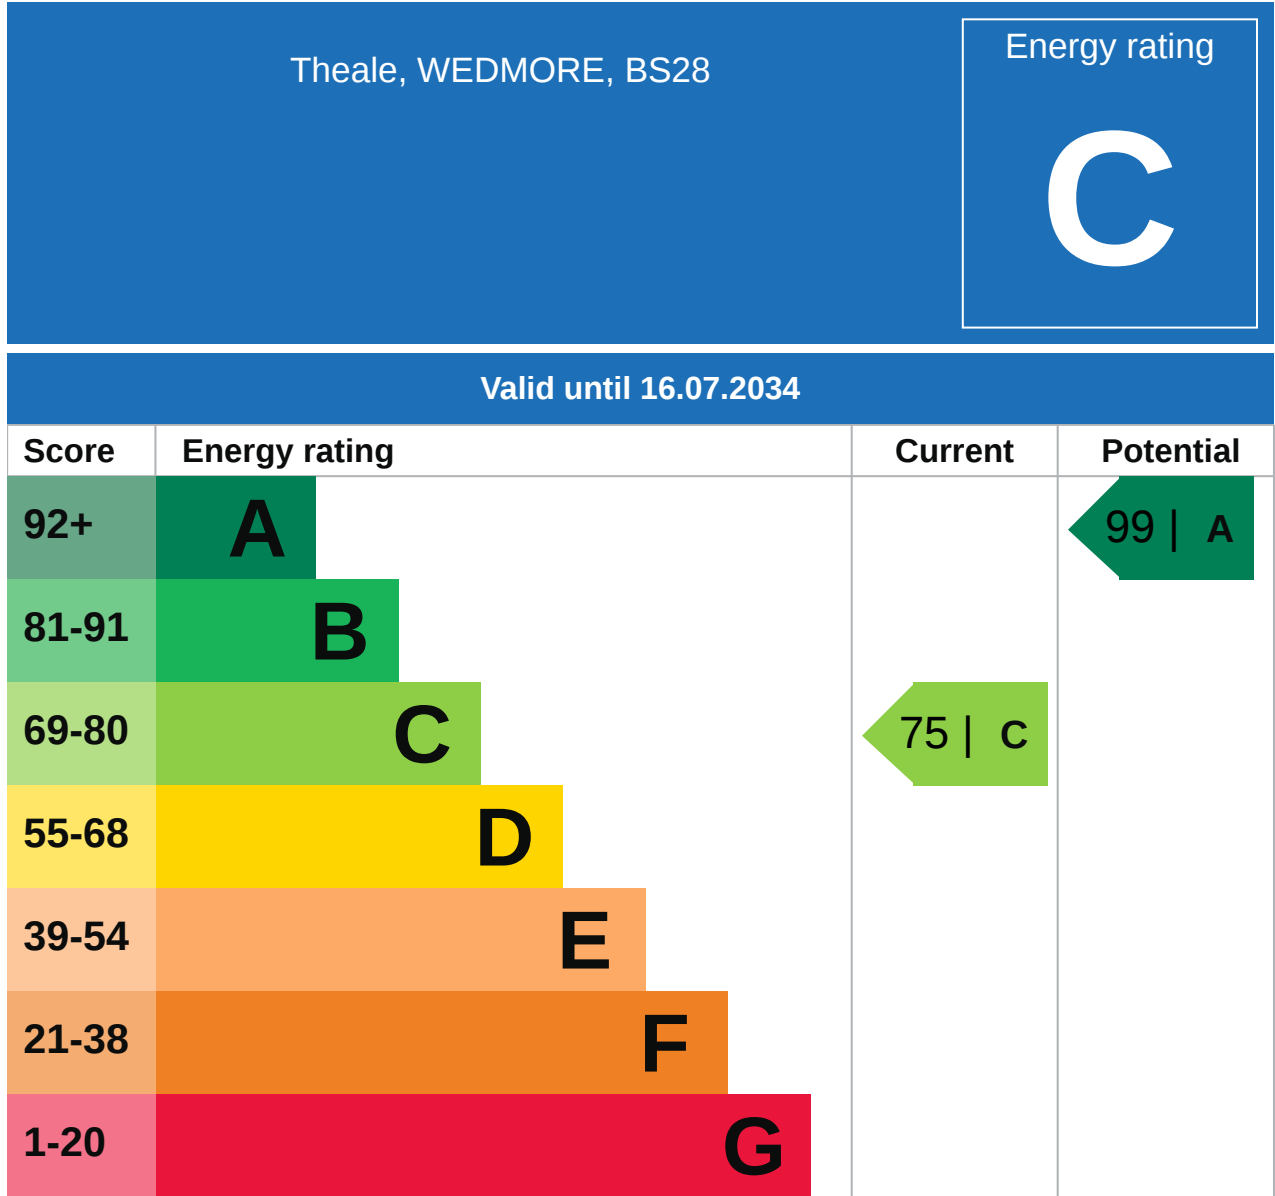 Theale, WEDMORE, BS28
Energy rating
C
Valid until 16.07.2034
Score Energy rating Current Potential
92+ A 99 | A
81-91 B
69-80 C 75 | C
55-68 D
39-54 E
21-38 F
1-20 G